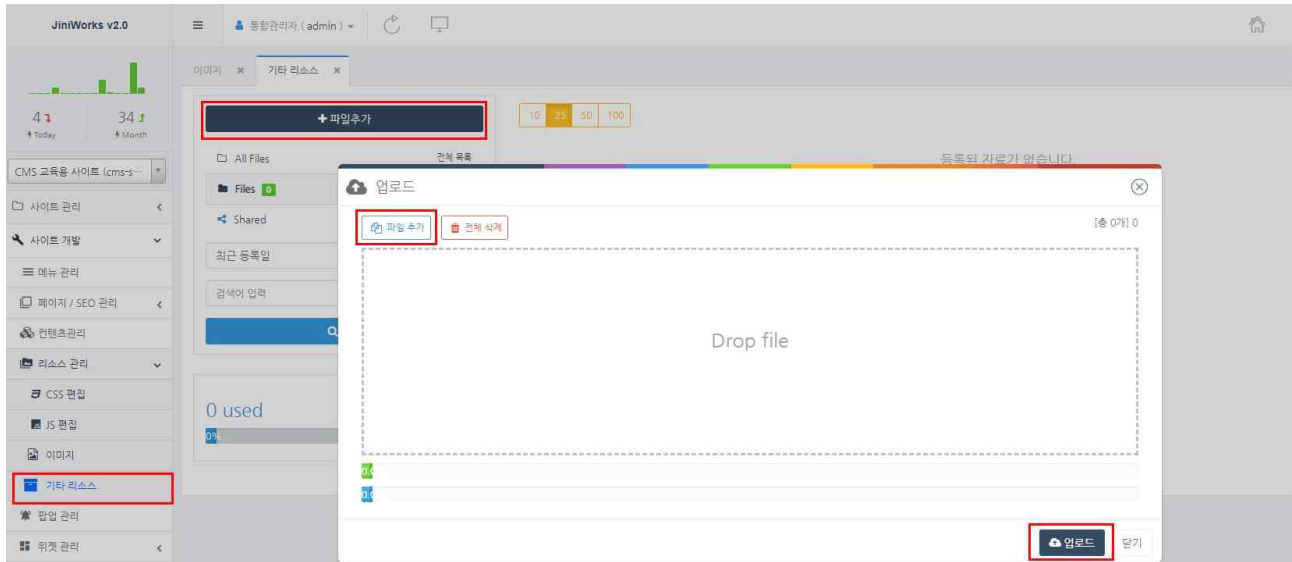 JiniWorks v2.0
통합관리자 ( admin )
4
34
Today
Month
CMS 교육용 사이트 (cms-s…
사이트 관리
사이트 개발
메뉴 관리
페이지 / SEO 관리
컨텐츠관리
리소스 관리
CSS 편집
JS 편집
이미지
기타 리소스
팝업 관리
위젯 관리
이미지
기타 리소스
파일추가
All Files
전체 목록
Files 0
Shared
최근 등록일
검색어 입력
0 used
0%
10 25 50 100
등록된 자료가 없습니다.
업로드
파일 추가
전체 삭제
[총 0개] 0
Drop file
업로드
닫기